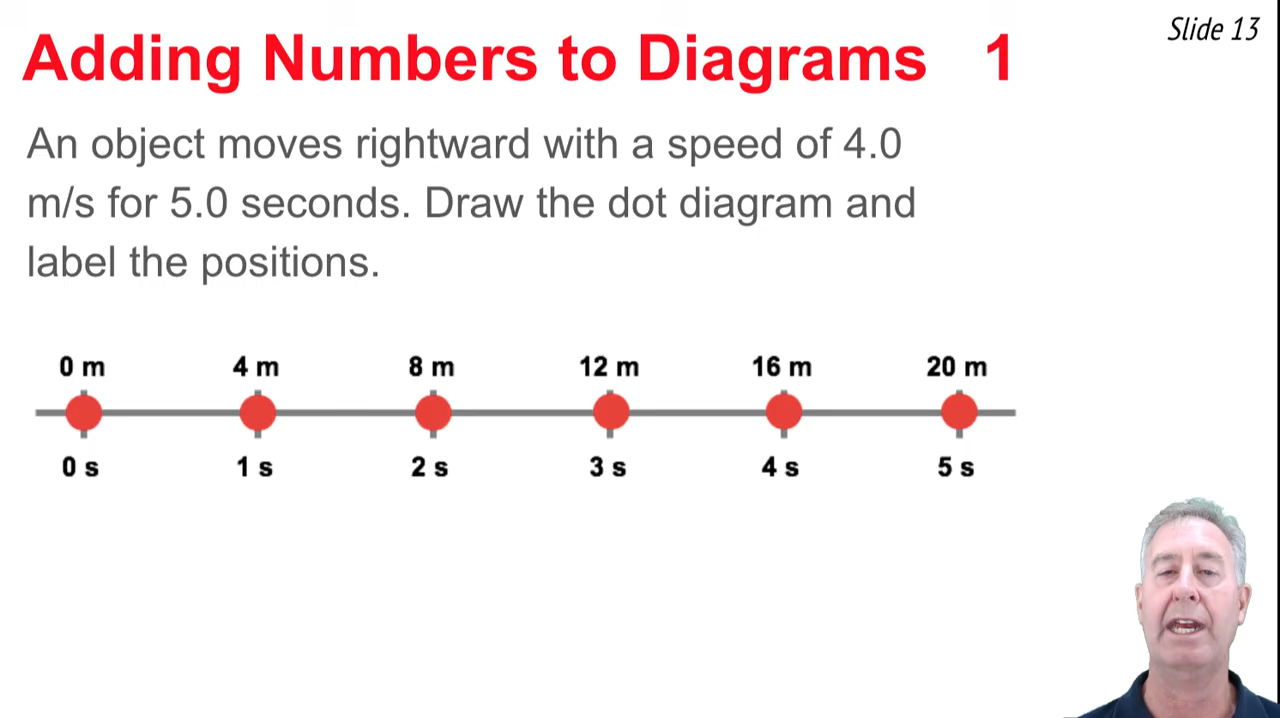 Slide 13
Adding Numbers to Diagrams 1
An object moves rightward with a speed of 4.0
m/s for 5.0 seconds. Draw the dot diagram and
label the positions.
0 m 4 m 8 m 12 m 16 m 20 m
0 s 1 s 2 s 3 s 4 s 5 s